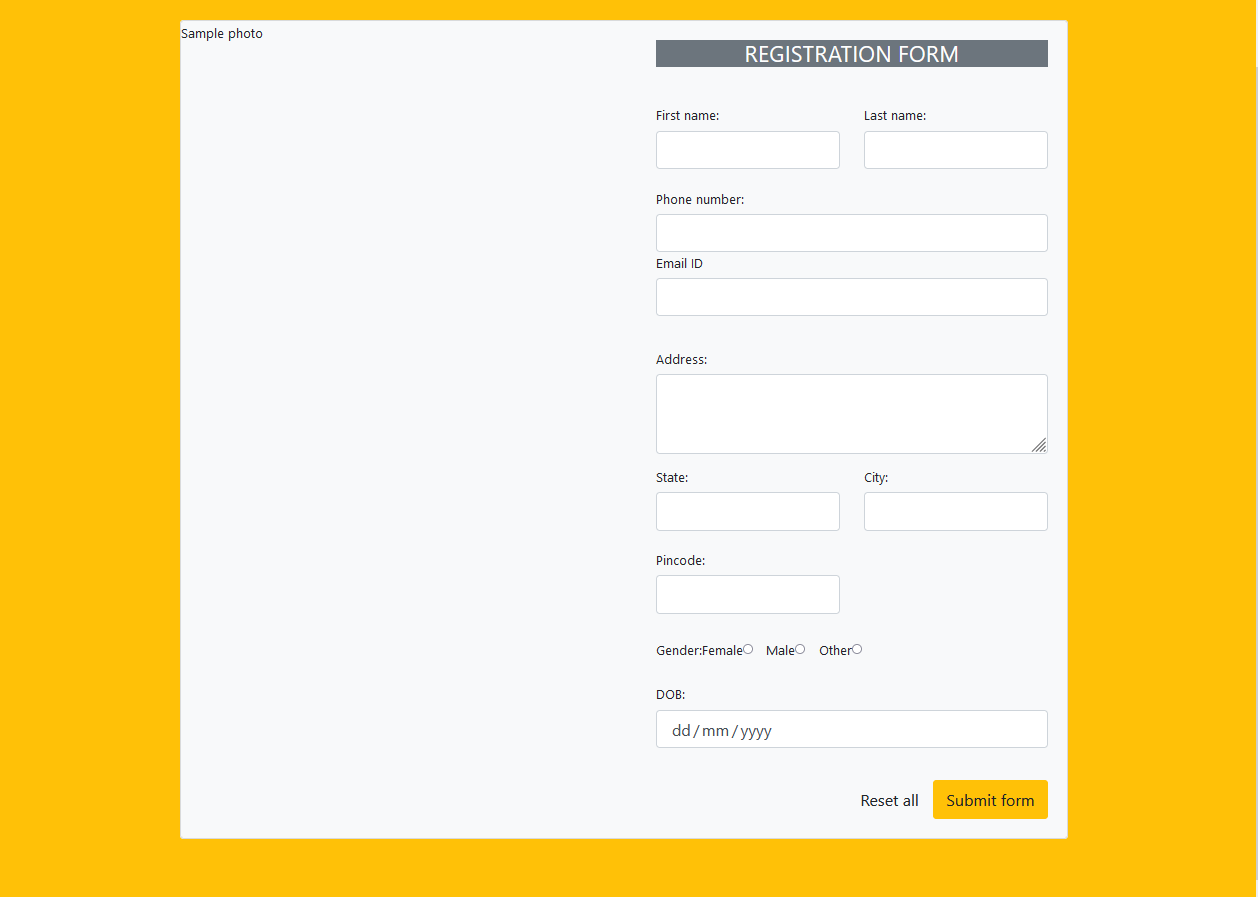 Sample photo
REGISTRATION FORM
First name: Last name:
Phone number:
Email ID
Address:
State: City:
Pincode:
Gender:Female Male Other
DOB:
dd/mm/yyyy
Reset all Submit form